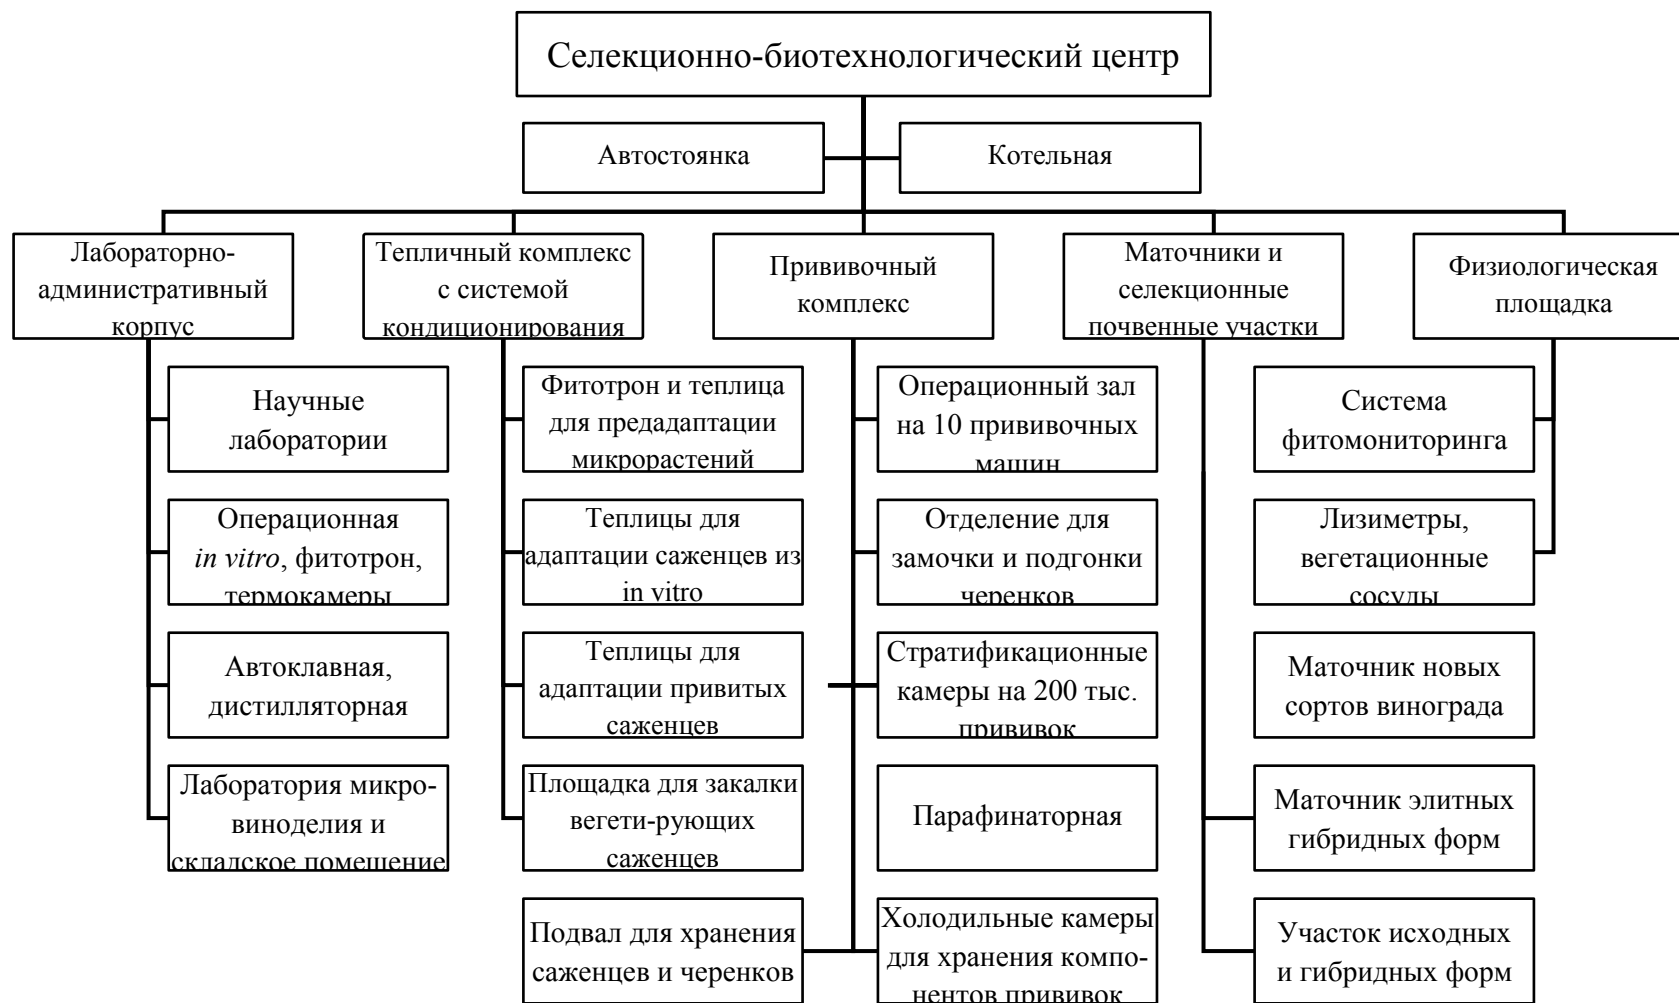 Селекционно-биотехнологический центр
Автостоянка
Котельная
Лабораторно-
административный
корпус
Тепличный комплекс
с системой
кондиционирования
Прививочный
комплекс
Маточники и
селекционные
почвенные участки
Физиологическая
площадка
Научные
лаборатории
Фитотрон и теплица
для предадаптации
микрорастений
Операционный зал
на 10 прививочных
машин
Система
фитомониторинга
Операционная
in vitro, фитотрон,
термокамеры
Теплицы для
адаптации саженцев из
in vitro
Отделение для
замочки и подгонки
черенков
Лизиметры,
вегетационные
сосуды
Автоклавная,
дистилляторная
Теплицы для
адаптации привитых
саженцев
Стратификационные
камеры на 200 тыс.
прививок
Маточник новых
сортов винограда
Лаборатория микро-
виноделия и
складское помещение
Площадка для закалки
вегети-рующих
саженцев
Парафинаторная
Маточник элитных
гибридных форм
Подвал для хранения
саженцев и черенков
Холодильные камеры
для хранения компо-
нентов прививок
Участок исходных
и гибридных форм